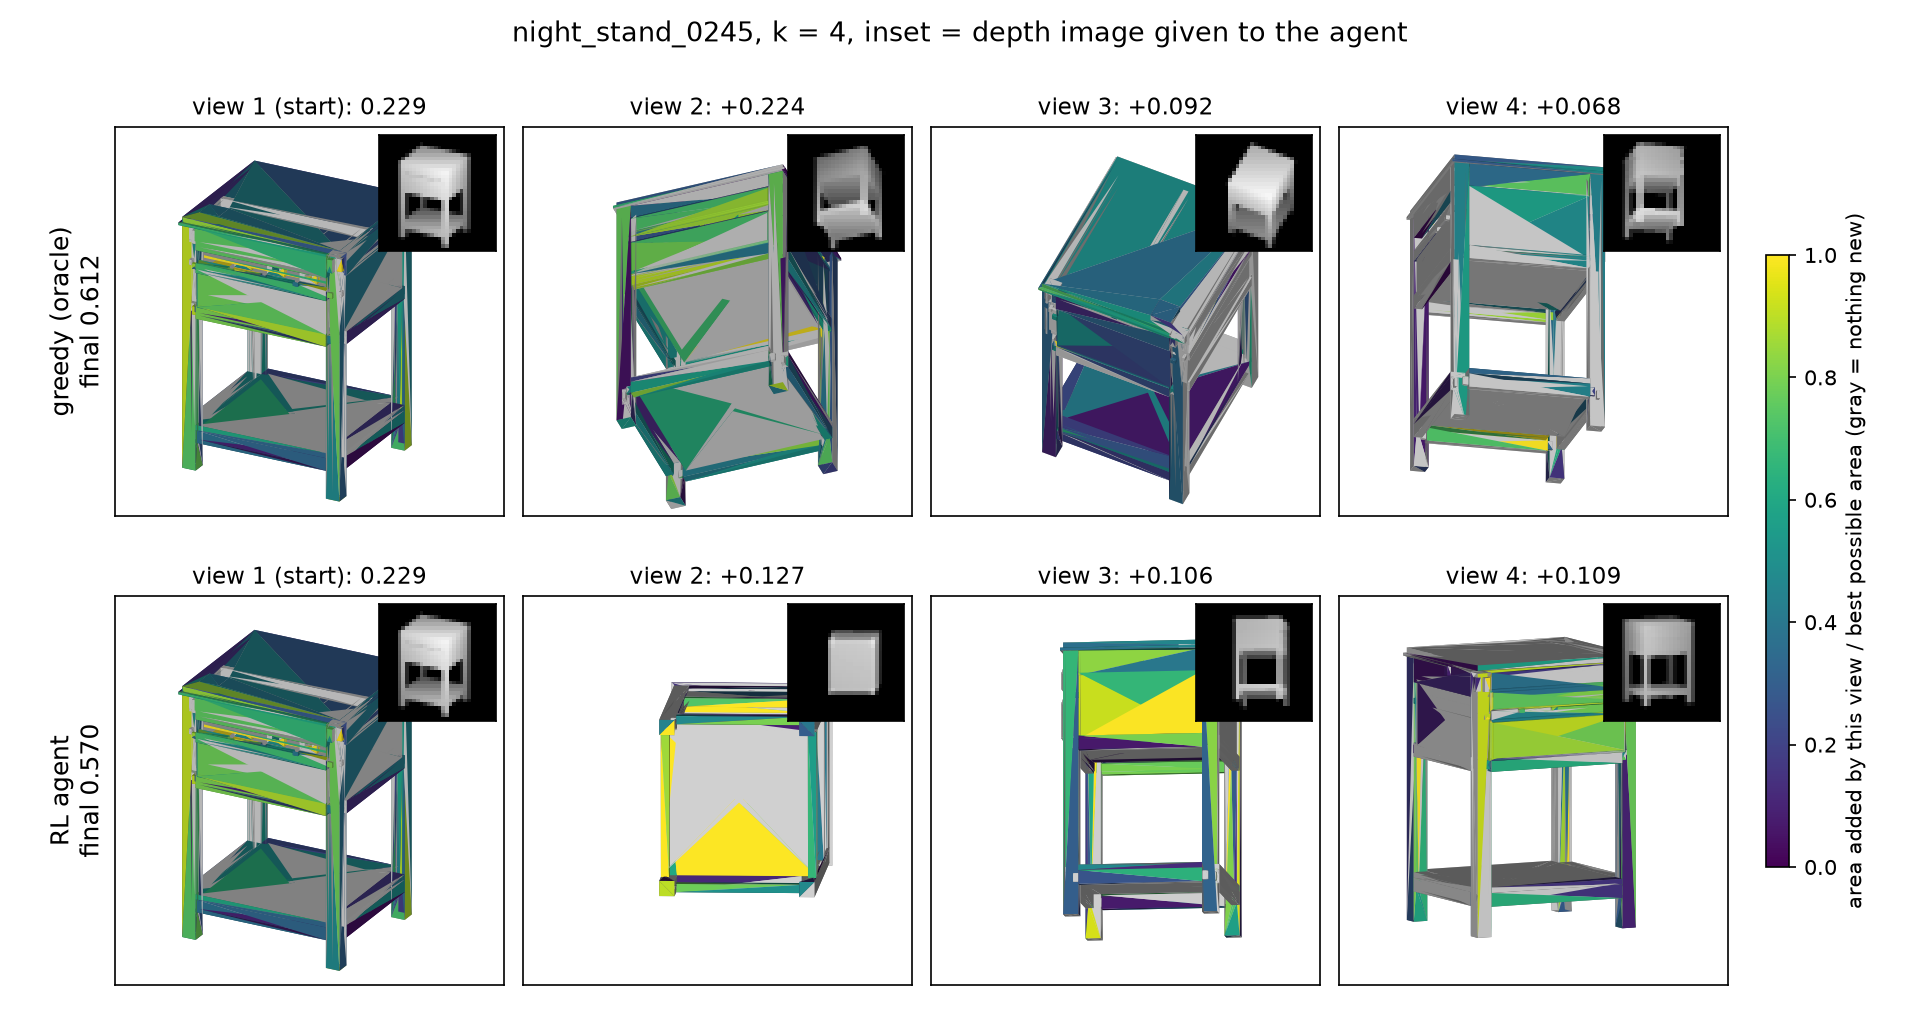 night_stand_0245, k = 4, inset = depth image given to the agent
view 1 (start): 0.229
view 2: +0.224
view 3: +0.092
view 4: +0.068
greedy (oracle)
final 0.612
view 1 (start): 0.229
view 2: +0.127
view 3: +0.106
view 4: +0.109
RL agent
final 0.570
1.0
0.8
0.6
0.4
0.2
0.0
area added by this view / best possible area (gray = nothing new)